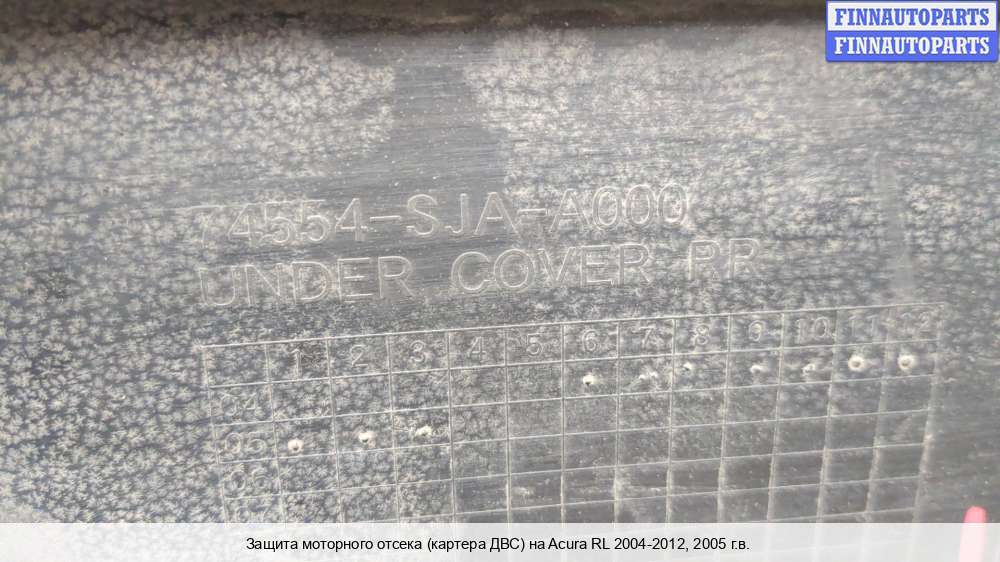 FINNAUTOPARTS
FINNAUTOPARTS
74554-SJA-A000
UNDER COVER RR
1 2 3 4 5 6 7 8 9 10 11 12
04
05
06
Защита моторного отсека (картера ДВС) на Acura RL 2004-2012, 2005 г.в.